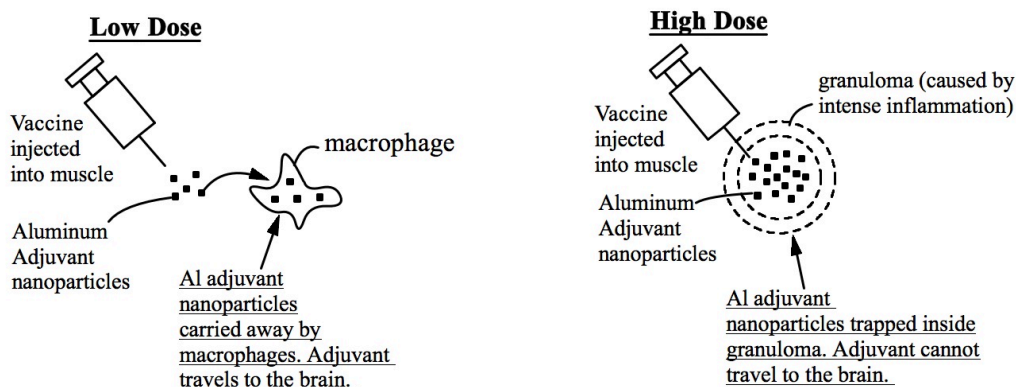 Low Dose
Vaccine
injected
into muscle
macrophage
Aluminum
Adjuvant
nanoparticles
Al adjuvant
nanoparticles
carried away by
macrophages. Adjuvant
travels to the brain.
High Dose
granuloma (caused by
intense inflammation)
Vaccine
injected
into muscle
Aluminum
Adjuvant
nanoparticles
Al adjuvant
nanoparticles trapped inside
granuloma. Adjuvant cannot
travel to the brain.